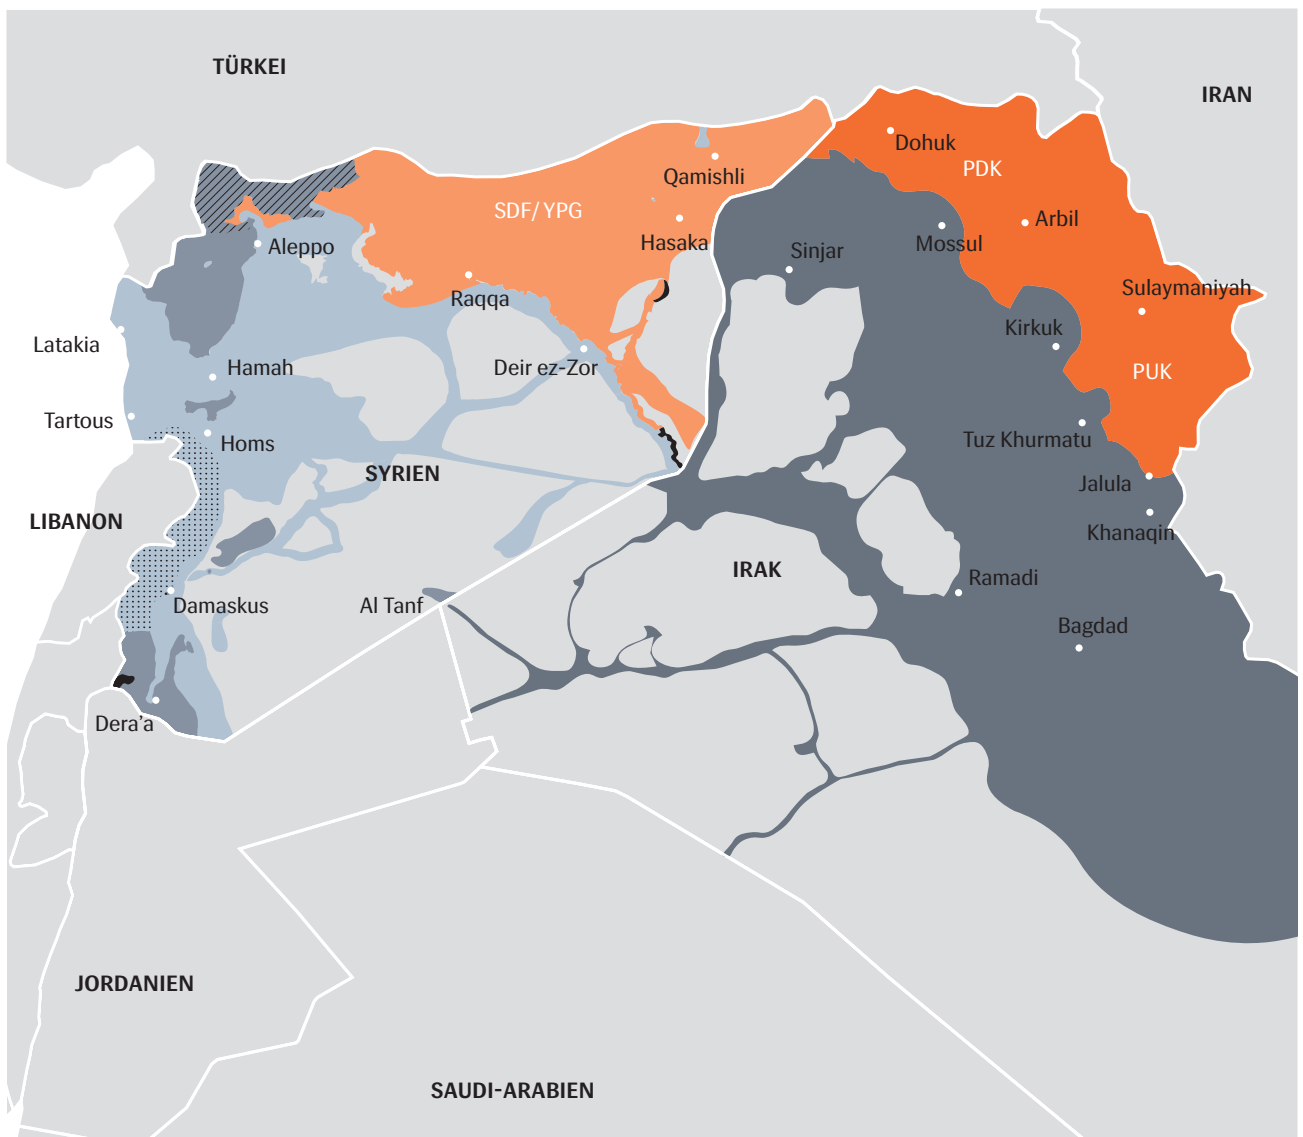 TÜRKEI
IRAN
Dohuk
PDK
Qamishli
SDF/ YPG
Arbil
Hasaka
Mossul
Aleppo
Sinjar
Sulaymaniyah
Raqqa
Kirkuk
Latakia
Hamah
Deir ez-Zor
PUK
Tartous
Homs
Tuz Khurmatu
SYRIEN
Jalula
LIBANON
Khanaqin
IRAK
Ramadi
Damaskus
Al Tanf
Bagdad
Dera’a
JORDANIEN
SAUDI-ARABIEN